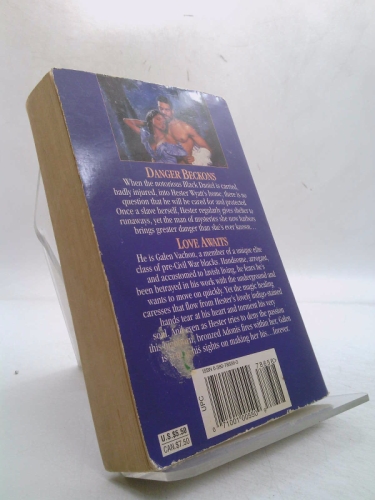 DANGER BECKONS
When the notorious Black Daniel is carried,
badly injured, into Hester Wyatt's home, there is no
question that he will be cared for and protected.
Once a slave herself, Hester regularly gives shelter to
runaways, yet the man of mysteries she now harbors
brings greater danger than she's ever known...
LOVE AWAITS
He is Galen Vachon, a member of a unique elite
class of pre-Civil War blacks. Handsome, arrogant,
and accustomed to lavish living, he fears he's
been betrayed in his work with the underground and
wants to move on quickly. Yet the magic healing
caresses that flow from Hester's lovely indigo-stained
hands tear at his heart and torment his very
soul. And even as Hester tries to deny the passion
this bronzed Adonis fires within her, Galen
his sights on making her his... forever.
UPC
U.S.$5.50
CAN.$7.50